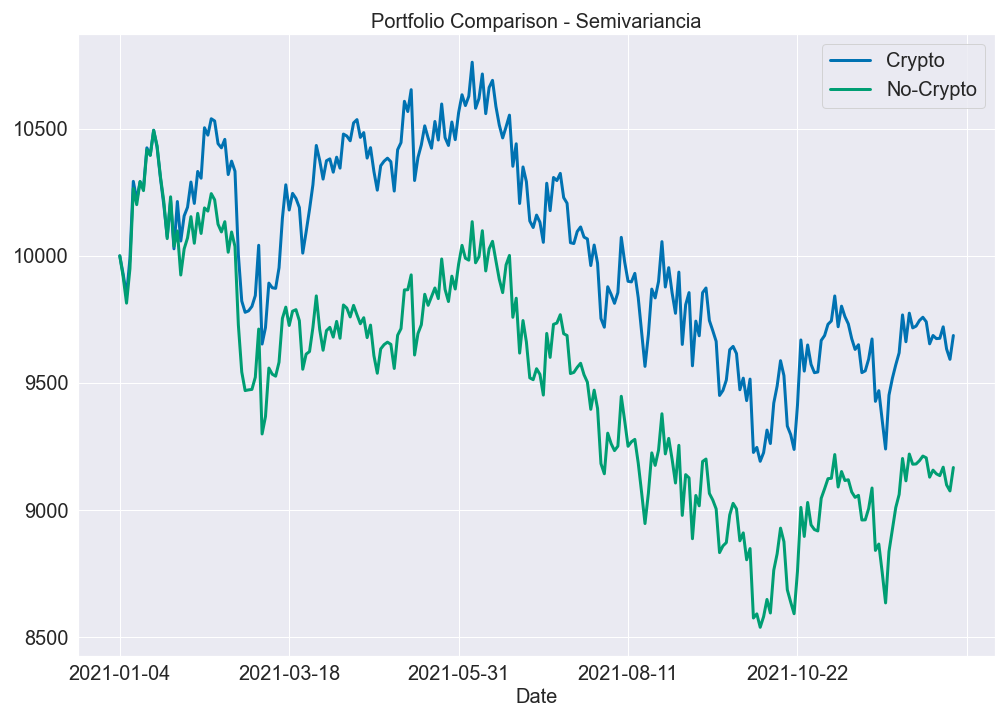 Portfolio Comparison - Semivariancia
Crypto
No-Crypto
10500
10000
9500
9000
8500
2021-01-04 2021-03-18 2021-05-31 2021-08-11 2021-10-22
Date